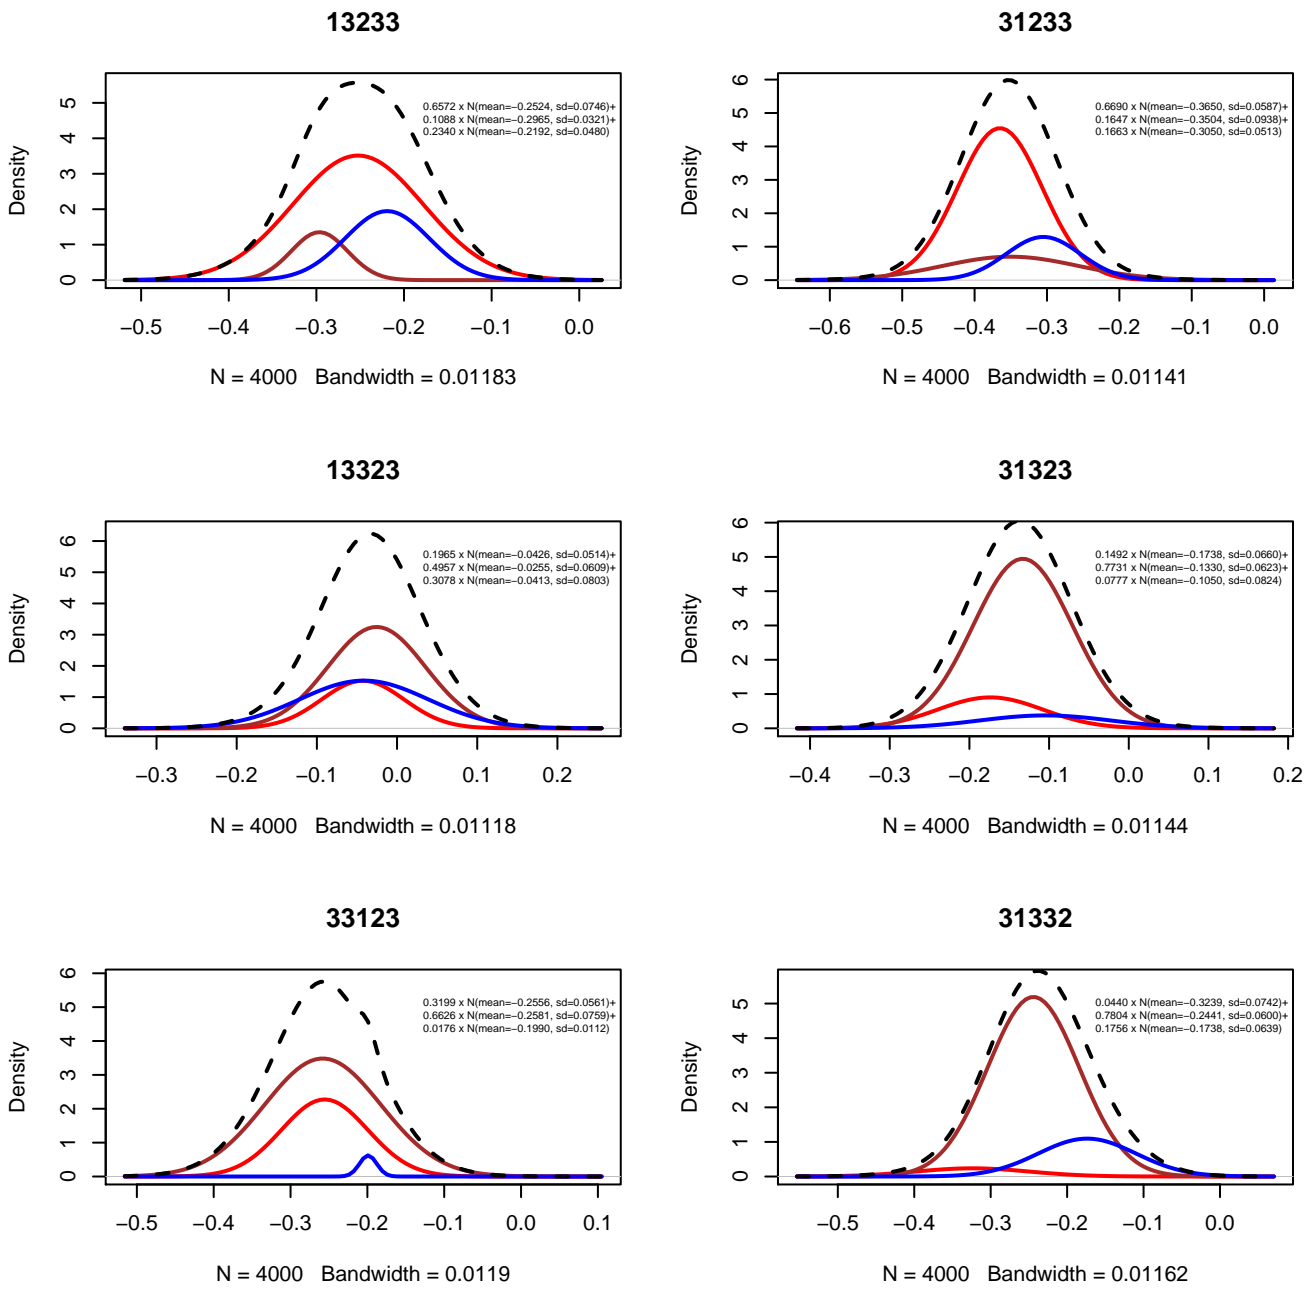 13233
Density
0 1 2 3 4 5
0.6572 x N(mean=−0.2524, sd=0.0746)+
0.1088 x N(mean=−0.2965, sd=0.0321)+
0.2340 x N(mean=−0.2192, sd=0.0480)
−0.5 −0.4 −0.3 −0.2 −0.1 0.0
N = 4000 Bandwidth = 0.01183
31233
Density
0 1 2 3 4 5 6
0.6690 x N(mean=−0.3650, sd=0.0587)+
0.1647 x N(mean=−0.3504, sd=0.0938)+
0.1663 x N(mean=−0.3050, sd=0.0513)
−0.6 −0.5 −0.4 −0.3 −0.2 −0.1 0.0
N = 4000 Bandwidth = 0.01141
13323
Density
0 1 2 3 4 5 6
0.1965 x N(mean=−0.0426, sd=0.0514)+
0.4957 x N(mean=−0.0255, sd=0.0609)+
0.3078 x N(mean=−0.0413, sd=0.0803)
−0.3 −0.2 −0.1 0.0 0.1 0.2
N = 4000 Bandwidth = 0.01118
31323
Density
0 1 2 3 4 5 6
0.1492 x N(mean=−0.1738, sd=0.0660)+
0.7731 x N(mean=−0.1330, sd=0.0623)+
0.0777 x N(mean=−0.1050, sd=0.0824)
−0.4 −0.3 −0.2 −0.1 0.0 0.1 0.2
N = 4000 Bandwidth = 0.01144
33123
Density
0 1 2 3 4 5 6
0.3199 x N(mean=−0.2556, sd=0.0561)+
0.6626 x N(mean=−0.2581, sd=0.0759)+
0.0176 x N(mean=−0.1990, sd=0.0112)
−0.5 −0.4 −0.3 −0.2 −0.1 0.0 0.1
N = 4000 Bandwidth = 0.0119
31332
Density
0 1 2 3 4 5
0.0440 x N(mean=−0.3239, sd=0.0742)+
0.7804 x N(mean=−0.2441, sd=0.0600)+
0.1756 x N(mean=−0.1738, sd=0.0639)
−0.5 −0.4 −0.3 −0.2 −0.1 0.0
N = 4000 Bandwidth = 0.01162